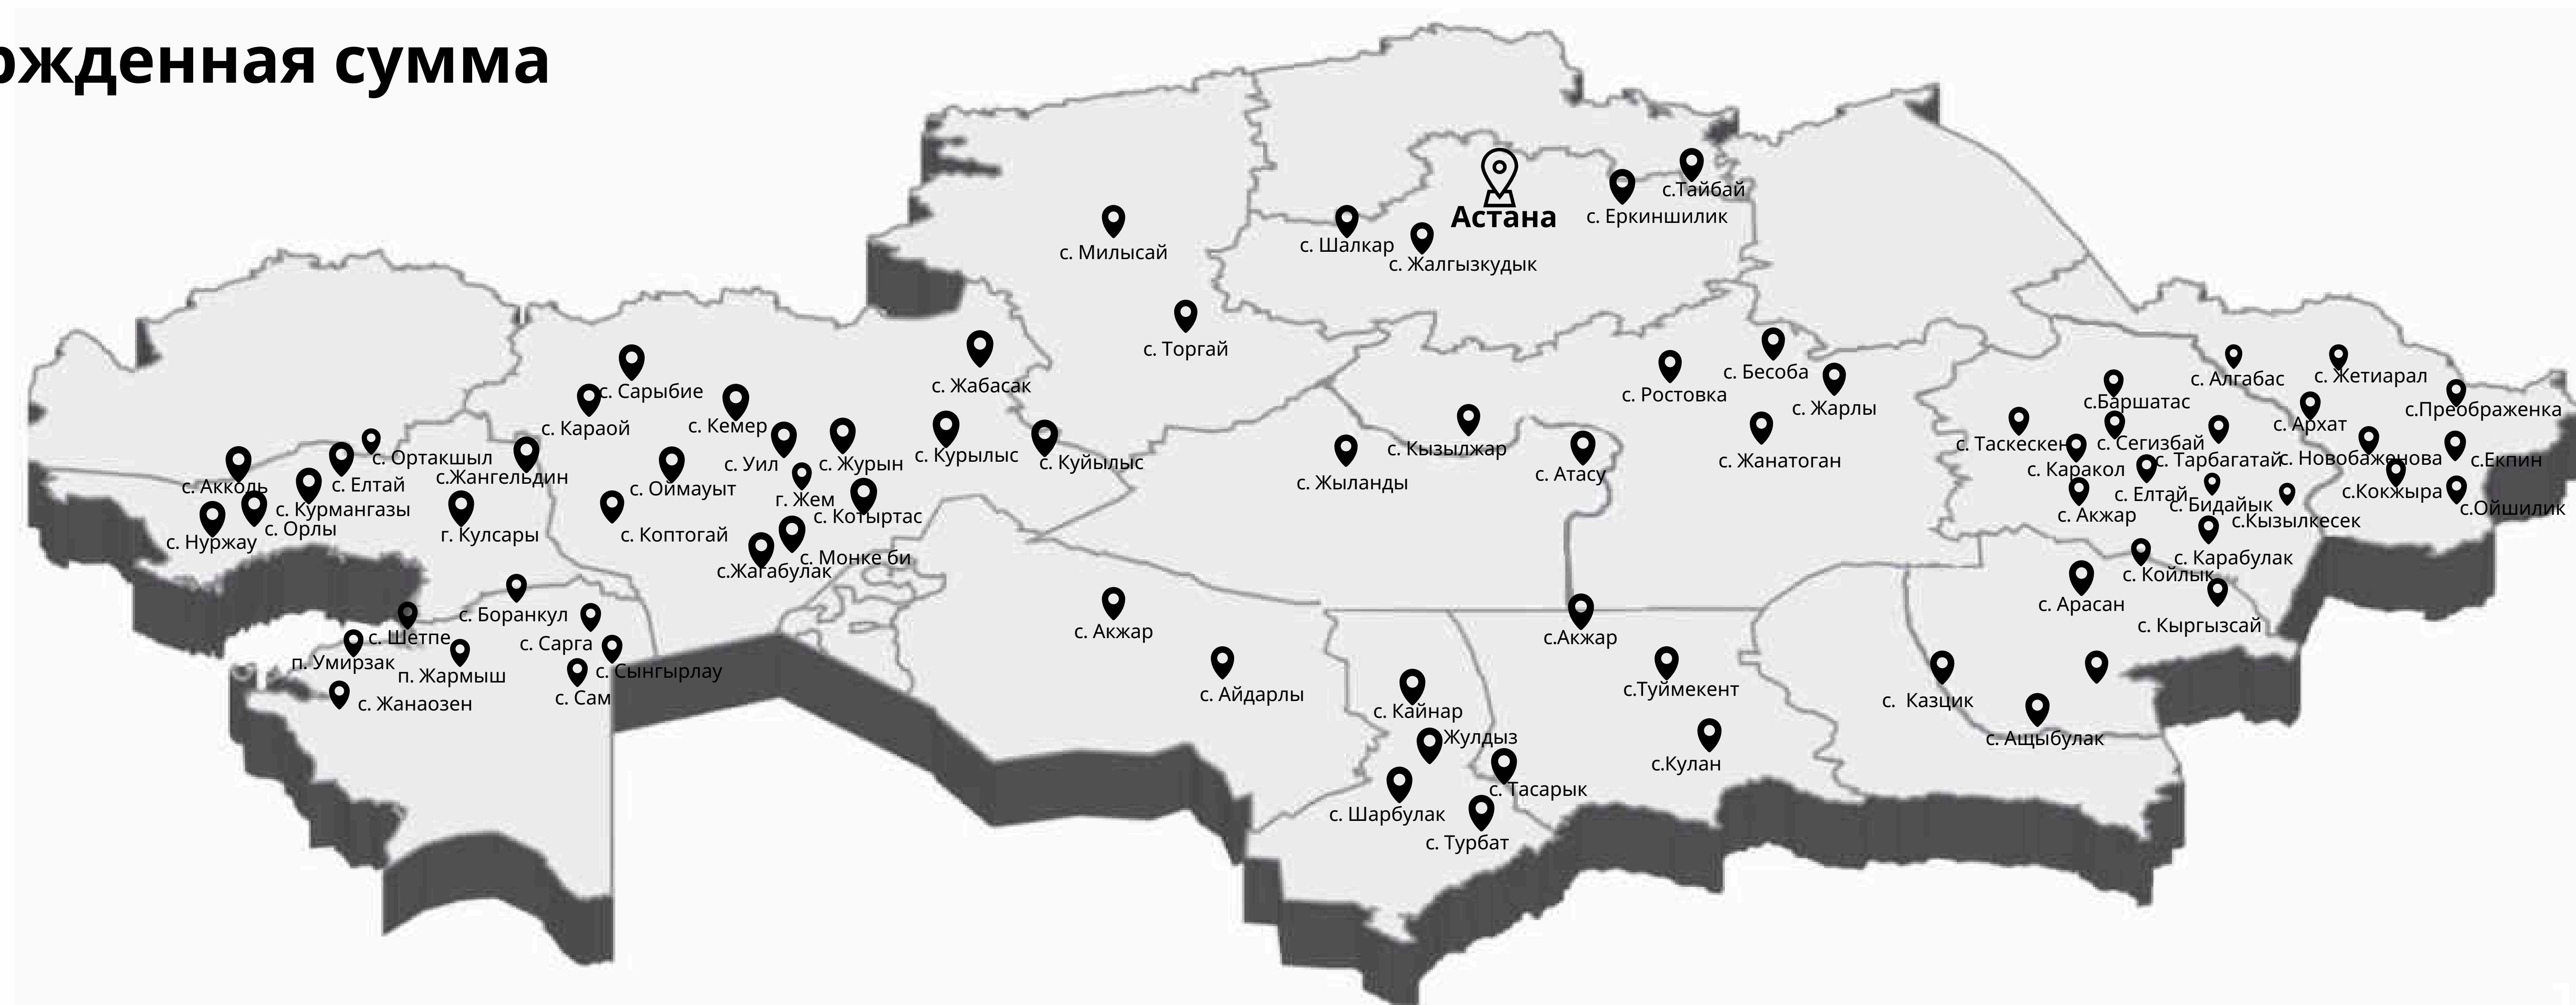 ожденная сумма
с.Тайбай
Астана
с. Еркиншилик
с. Шалкар
с. Милысай
с. Жалгызкудык
с. Торгай
с. Бесоба
с. Алгабас
с. Жетиарал
с. Жабасак
с. Сарыбие
с. Ростовка
с.Баршатас
с. Жарлы
с.Преображенка
с. Караой
с. Кемер
с. Архат
с. Таскескен
с. Сегизбай
с. Кызылжар
с. Ортакшыл
с. Курылыс
с. Уил
с. Журын
с. Куйылыс
с. Жанатоган
с. Тарбагатай
с. Новобаженова
с.Екпин
с. Каракол
с. Атасу
с.Жангельдин
с. Акколь
с. Елтай
с. Оймауыт
с. Жыланды
с. Елтай
с.Кокжыра
г. Жем
с. Бидайык
с.Ойшилик
с. Курмангазы
с. Котыртас
с. Акжар
с.Кызылкесек
с. Орлы
г. Кулсары
с. Коптогай
с. Нуржау
с. Монке би
с. Карабулак
с.Жагабулак
с. Койлык
с. Арасан
с. Боранкул
с. Кыргызсай
с. Акжар
с. Шетпе
с.Акжар
с. Сарга
п. Умирзак
с. Сынгырлау
п. Жармыш
с.Туймекент
с. Айдарлы
с. Сам
с. Казцик
с. Жанаозен
с. Кайнар
Жулдыз
с. Ащыбулак
с.Кулан
с. Тасарык
с. Шарбулак
с. Турбат